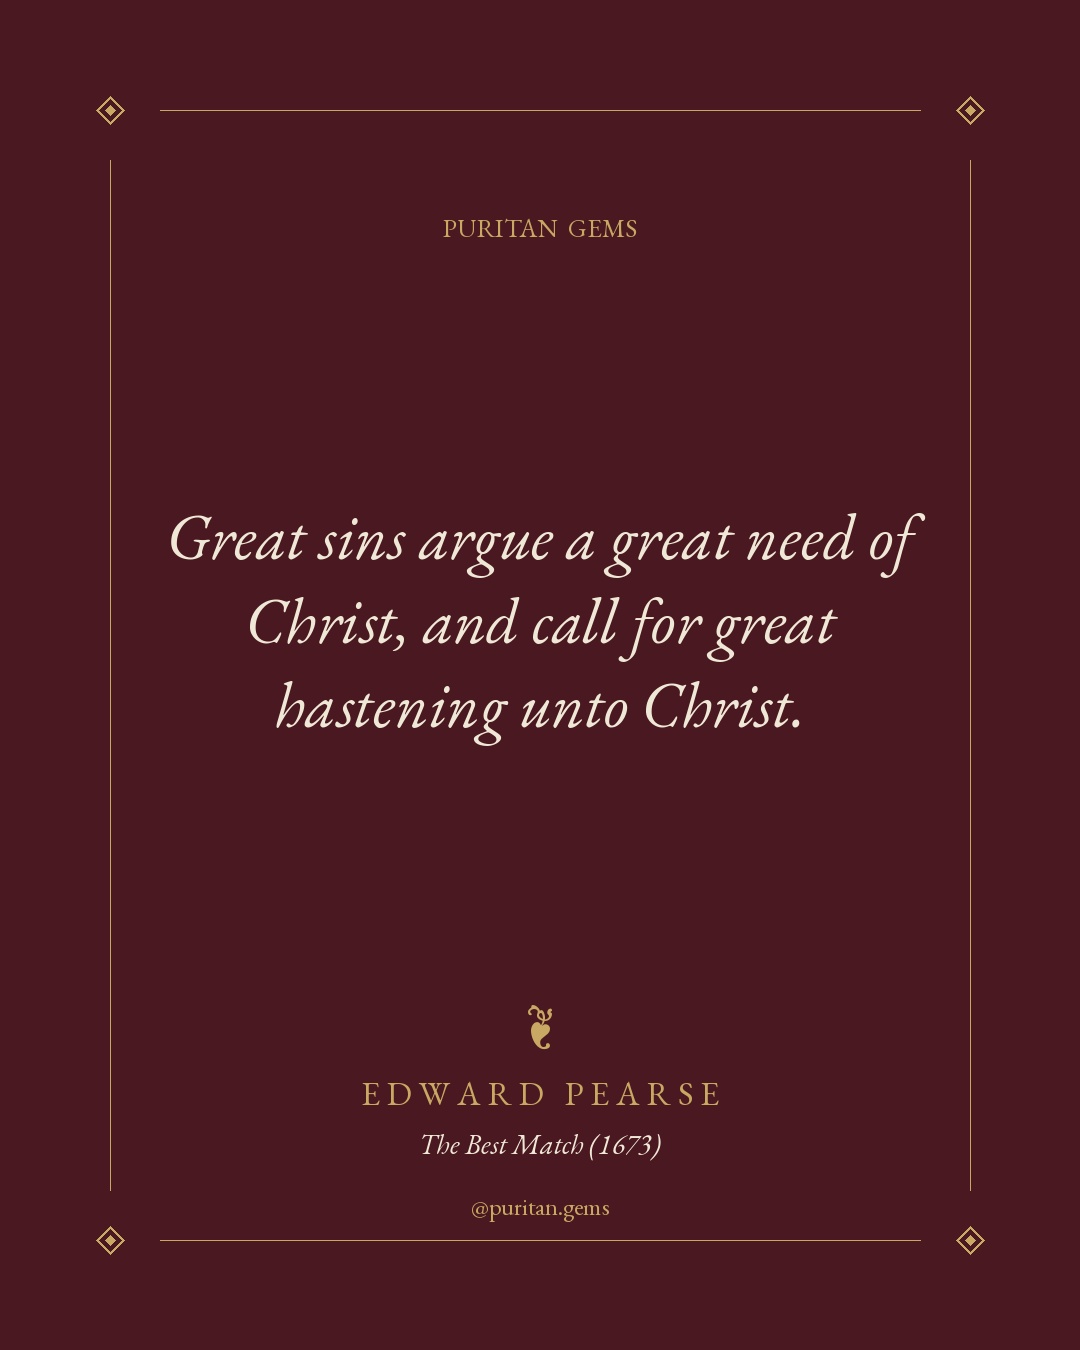 PURITAN GEMS
Great sins argue a great need of
Christ, and call for great
hastening unto Christ.
EDWARD PEARSE
The Best Match (1673)
@puritan.gems